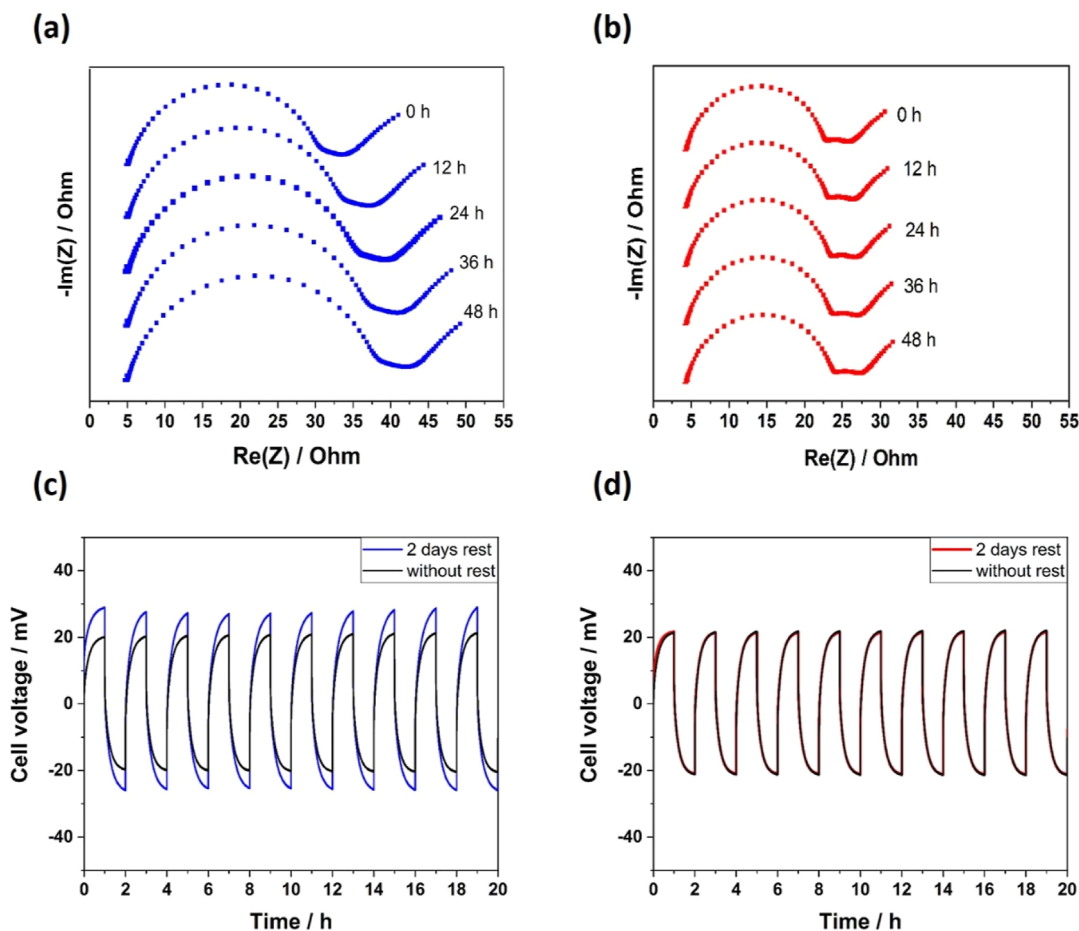 (a)
0 h
12 h
24 h
36 h
48 h
-Im(Z) / Ohm
0 5 10 15 20 25 30 35 40 45 50 55
Re(Z) / Ohm
(b)
0 h
12 h
24 h
36 h
48 h
-Im(Z) / Ohm
0 5 10 15 20 25 30 35 40 45 50 55
Re(Z) / Ohm
(c)
2 days rest
without rest
40
20
0
-20
-40
Cell voltage / mV
0 2 4 6 8 10 12 14 16 18 20
Time / h
(d)
2 days rest
without rest
40
20
0
-20
-40
Cell voltage / mV
0 2 4 6 8 10 12 14 16 18 20
Time / h